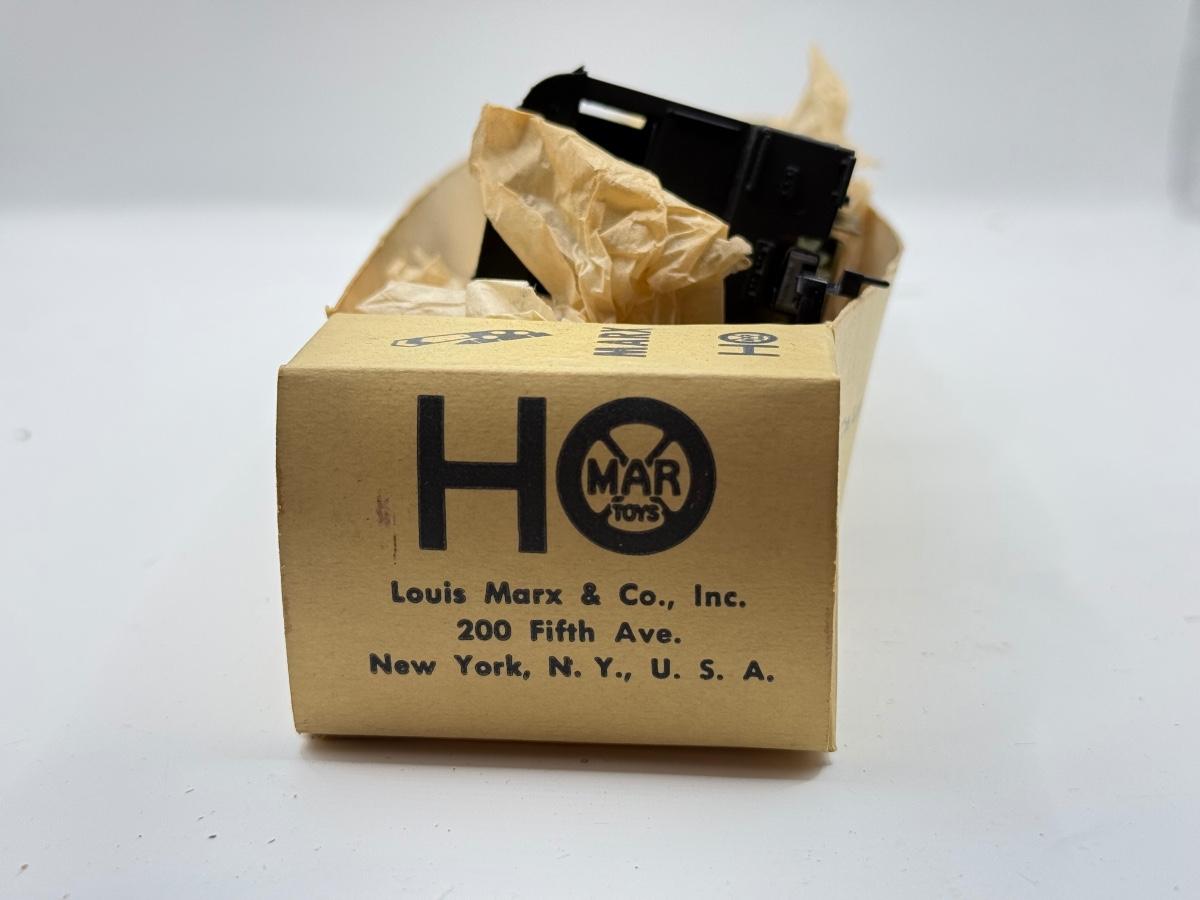 MARX
HO
HO
MAR
TOYS
Louis Marx & Co., Inc.
200 Fifth Ave.
New York, N. Y., U. S. A.